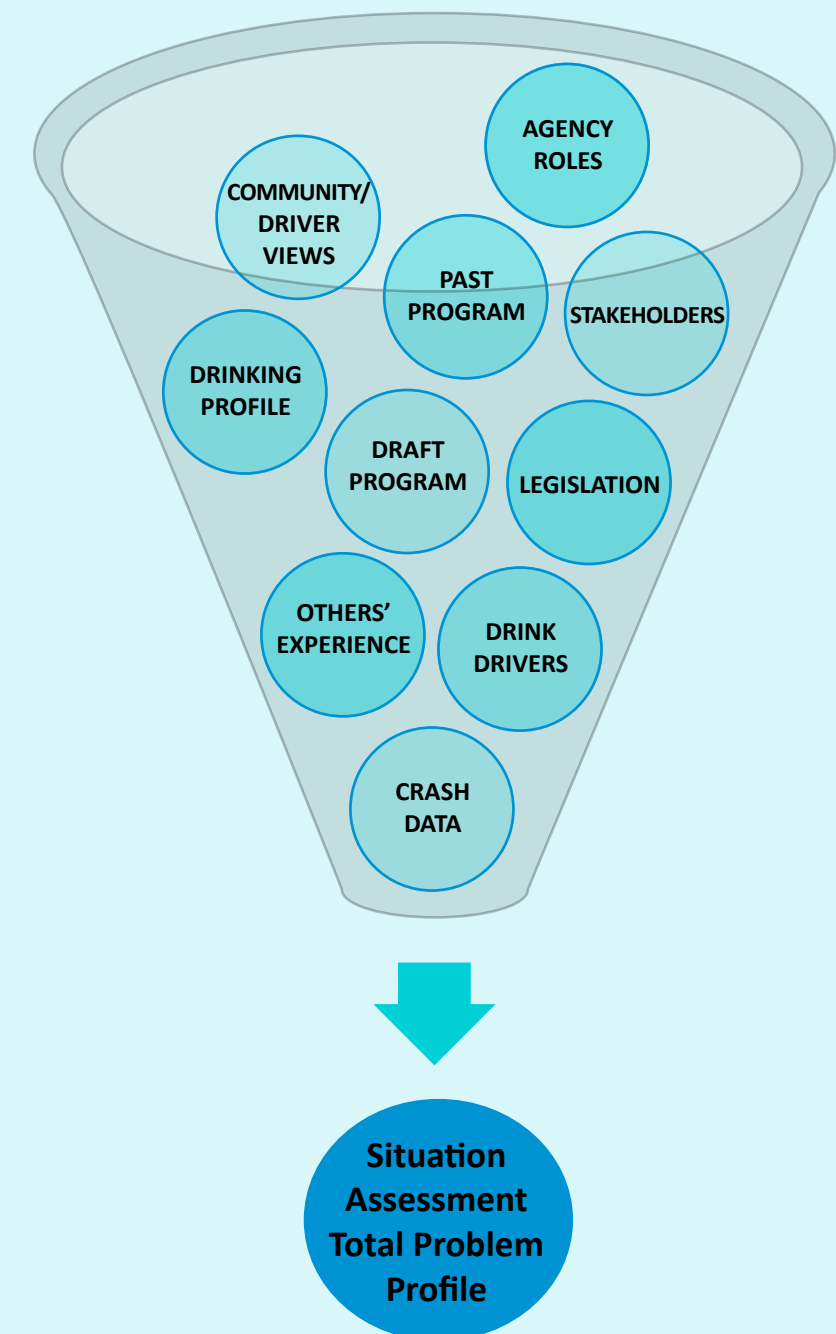 AGENCY
ROLES
COMMUNITY/
DRIVER
VIEWS
PAST
PROGRAM
STAKEHOLDERS
DRINKING
PROFILE
DRAFT
PROGRAM
LEGISLATION
OTHERS’
EXPERIENCE
DRINK
DRIVERS
CRASH
DATA
Situation
Assessment
Total Problem
Profile